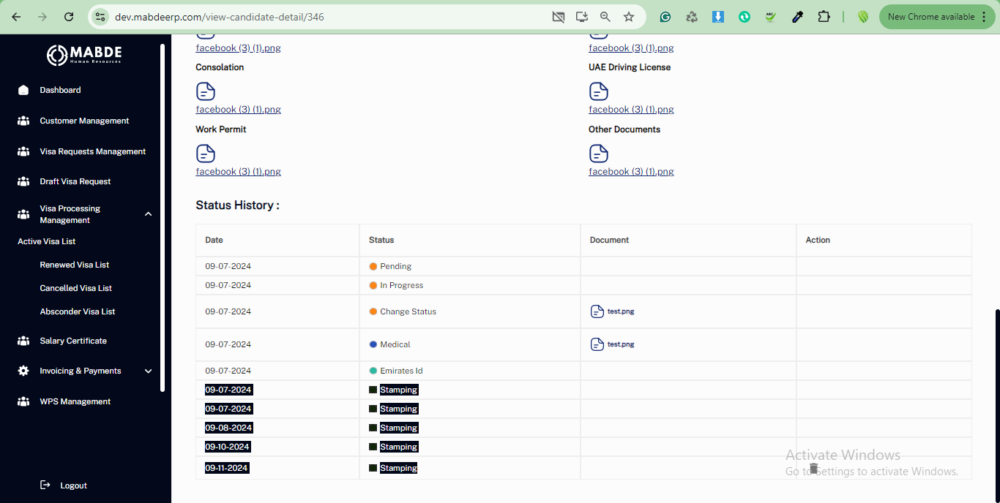 dev.mabdeerp.com/view-candidate-detail/346
New Chrome available
MABDE
Human Resources
Dashboard
Customer Management
Visa Requests Management
Draft Visa Request
Visa Processing
Management
Active Visa List
Renewed Visa List
Cancelled Visa List
Absconder Visa List
Salary Certificate
Invoicing & Payments
WPS Management
Logout
facebook (3) (1).png facebook (3) (1).png
Consolation UAE Driving License
facebook (3) (1).png facebook (3) (1).png
Work Permit Other Documents
facebook (3) (1).png facebook (3) (1).png
Status History :
Date Status Document Action
09-07-2024 Pending
09-07-2024 In Progress
09-07-2024 Change Status test.png
09-07-2024 Medical test.png
09-07-2024 Emirates Id
09-07-2024 Stamping
09-07-2024 Stamping
09-08-2024 Stamping
09-10-2024 Stamping
09-11-2024 Stamping
Activate Windows
Go to Settings to activate Windows.